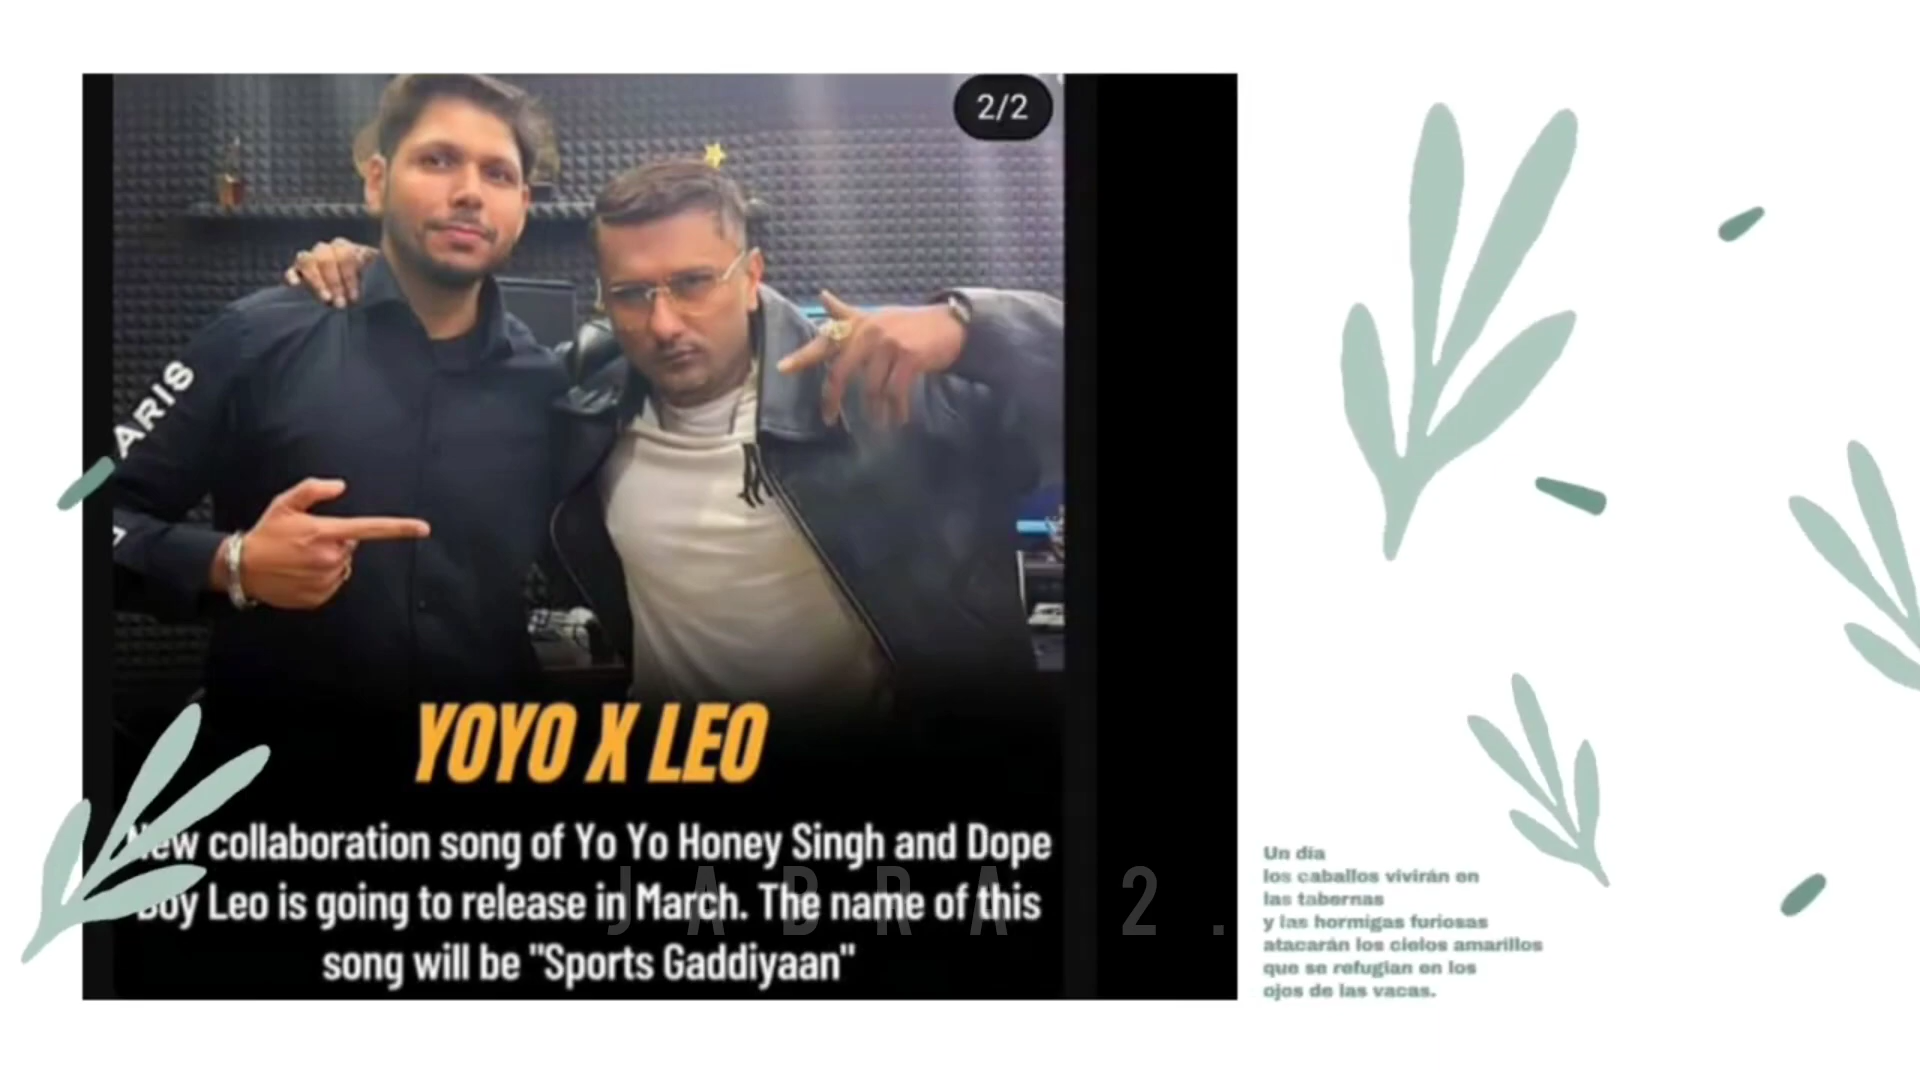 2/2
ARIS
YOYO X LEO
New collaboration song of Yo Yo Honey Singh and Dope
Boy Leo is going to release in March. The name of this
song will be "Sports Gaddiyaan"
JABRA 2.
Un día
los caballos vivirán en
las tabernas
y las hormigas furiosas
atacarán los cielos amarillos
que se refugian en los
ojos de las vacas.